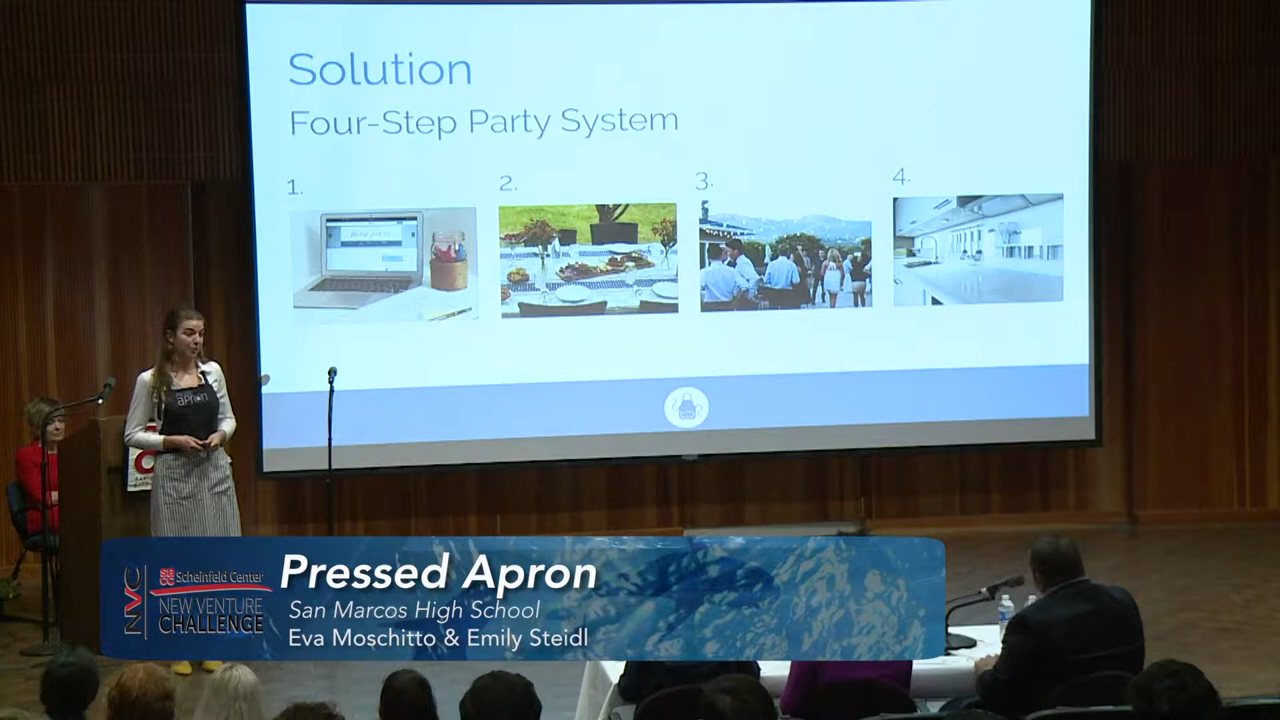 Solution
Four-Step Party System
1.
2.
3.
4.
apron
Pressed Apron
San Marcos High School
Eva Moschitto & Emily Steidl
NVC
SBCC Scheinfeld Center
NEW VENTURE
CHALLENGE